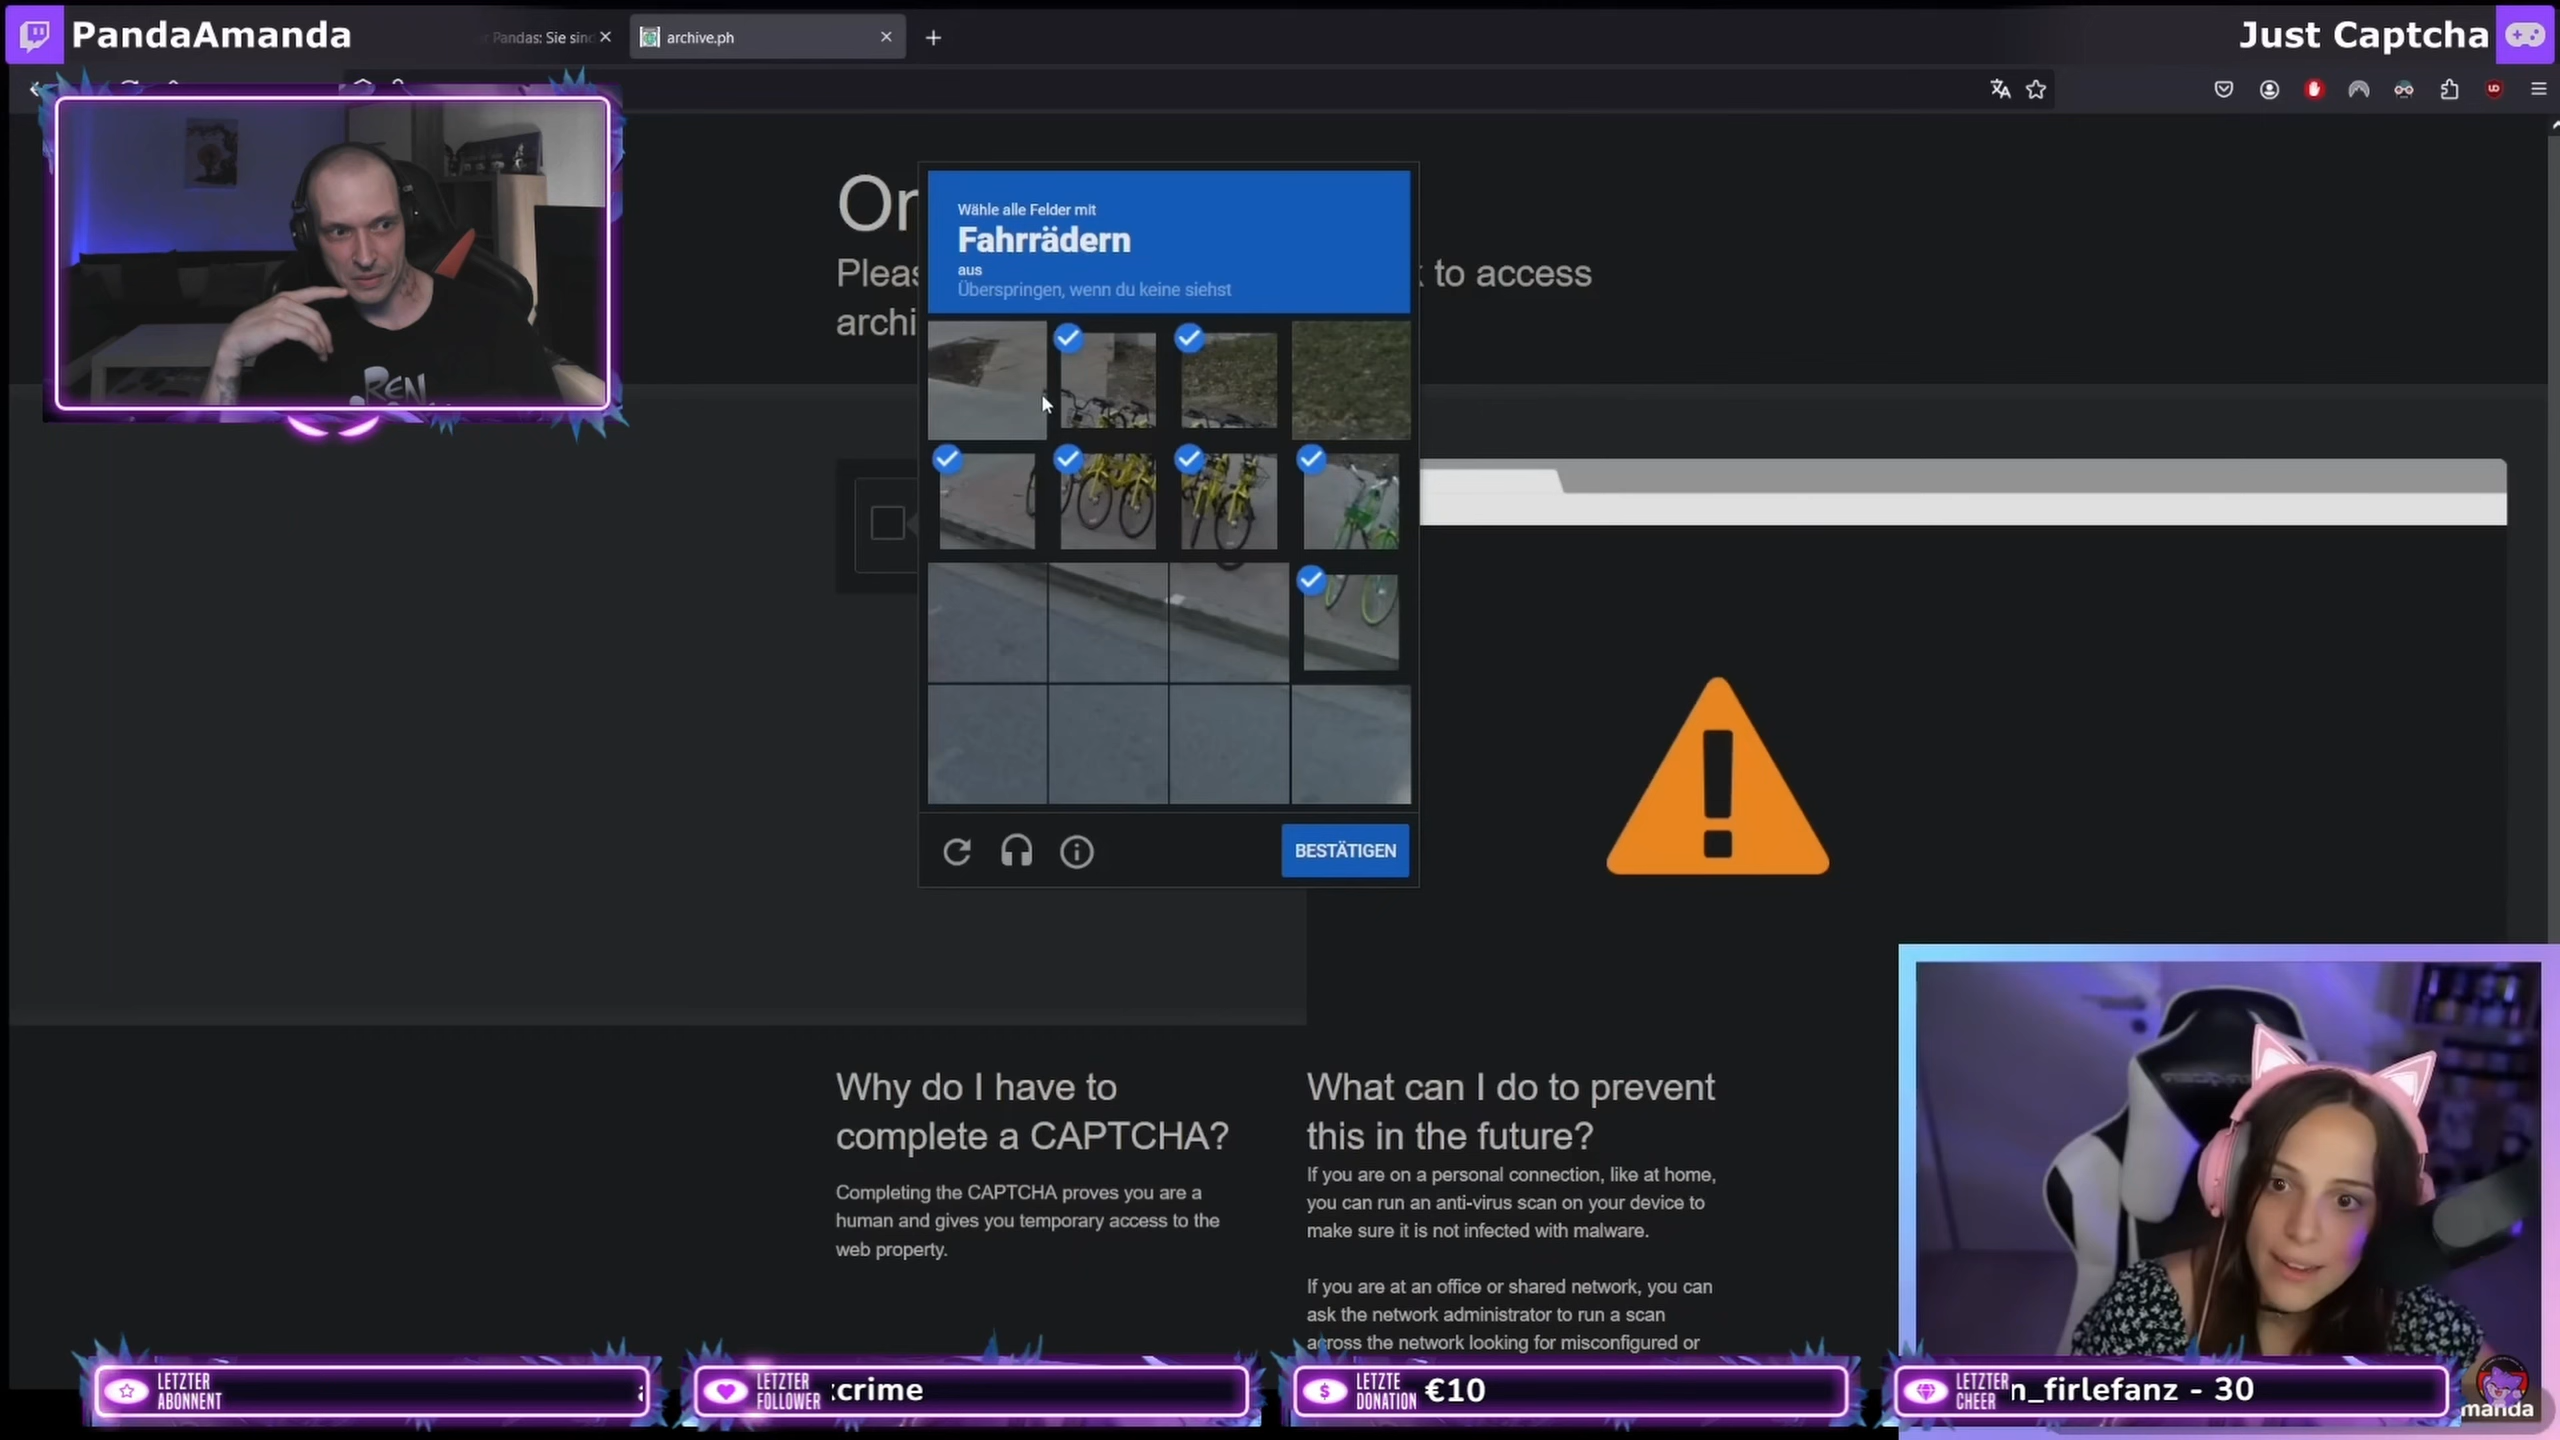 PandaAmanda
Pandas: Sie sind
archive.ph
Just Captcha
REN
Or
Pleas
to access
archi
Wähle alle Felder mit
Fahrrädern
aus
Überspringen, wenn du keine siehst
BESTÄTIGEN
Why do I have to
complete a CAPTCHA?
Completing the CAPTCHA proves you are a
human and gives you temporary access to the
web property.
What can I do to prevent
this in the future?
If you are on a personal connection, like at home,
you can run an anti-virus scan on your device to
make sure it is not infected with malware.
If you are at an office or shared network, you can
ask the network administrator to run a scan
across the network looking for misconfigured or
LETZTER
ABONNENT
LETZTER
FOLLOWER
crime
LETZTE
DONATION
€10
LETZTER
CHEER
n_firlefanz - 30
manda